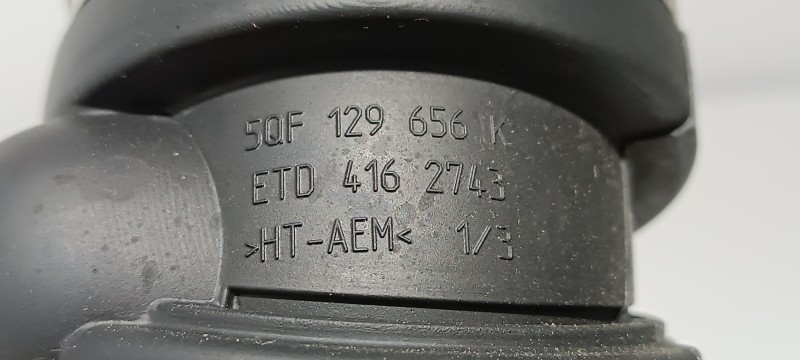 5QF 129 656 K
ETD 416 2743
>HT-AEM< 1/3